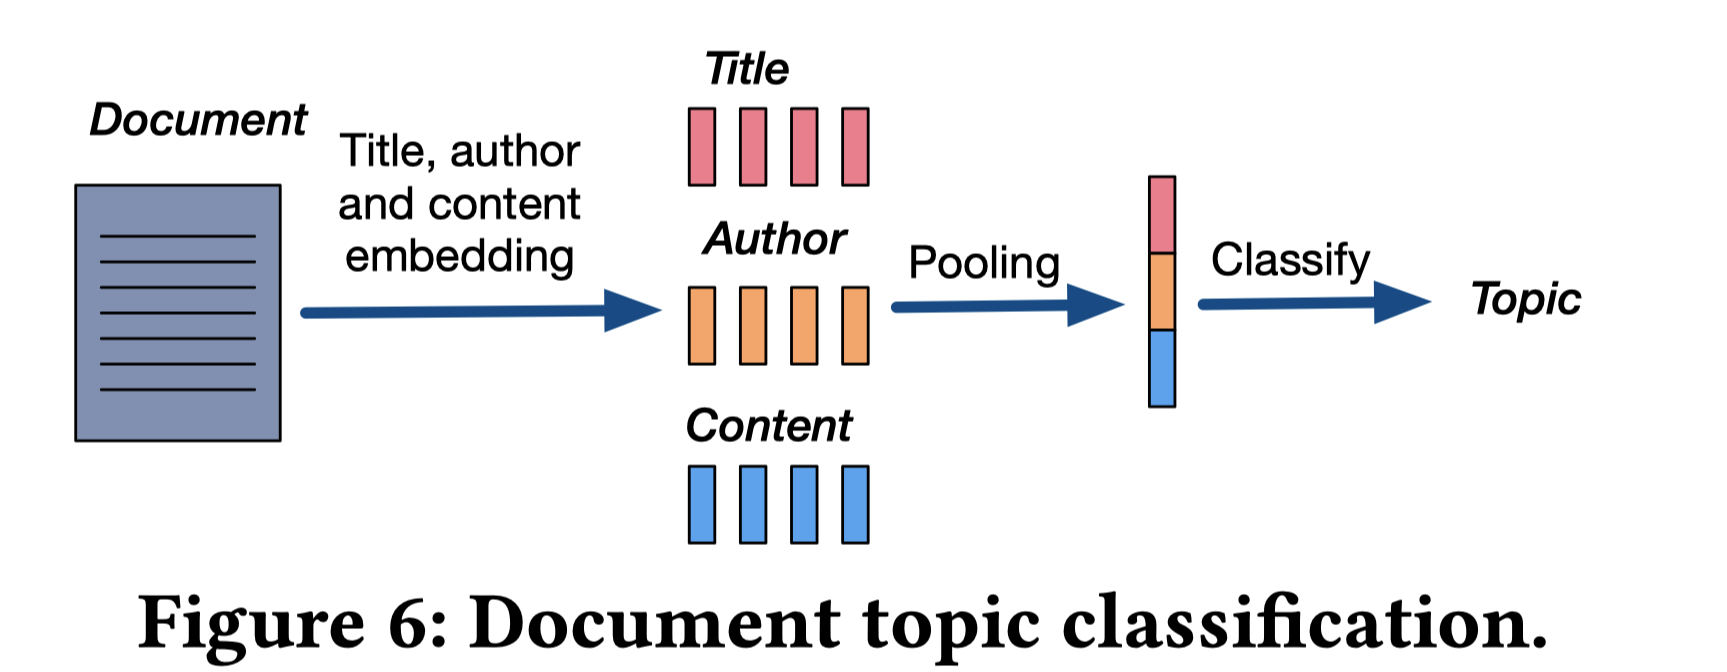 Document
Title, author
and content
embedding
Title
Author
Content
Pooling
Classify
Topic
Figure 6: Document topic classification.